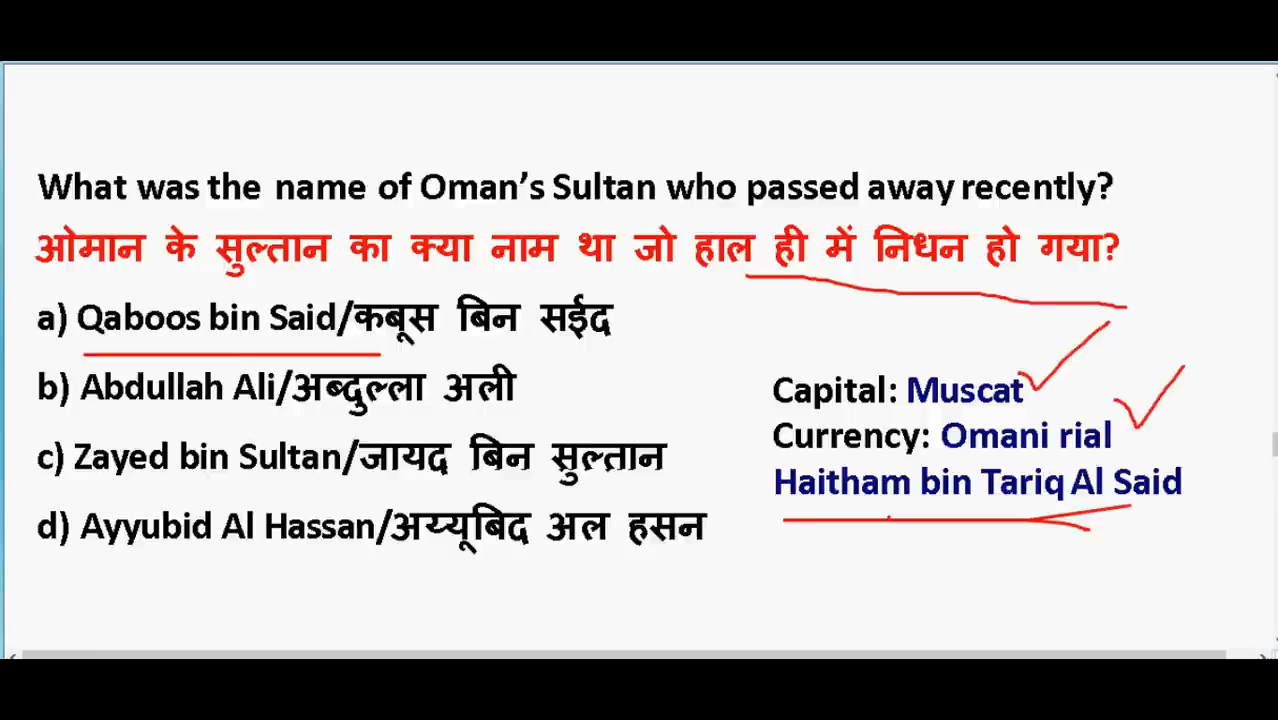 What was the name of Oman’s Sultan who passed away recently?
ओमान के सुल्तान का क्या नाम था जो हाल ही में निधन हो गया?
a) Qaboos bin Said/कबूस बिन सईद
b) Abdullah Ali/अब्दुल्ला अली
c) Zayed bin Sultan/जायद बिन सुल्तान
d) Ayyubid Al Hassan/अय्यूबिद अल हसन
Capital: Muscat
Currency: Omani rial
Haitham bin Tariq Al Said